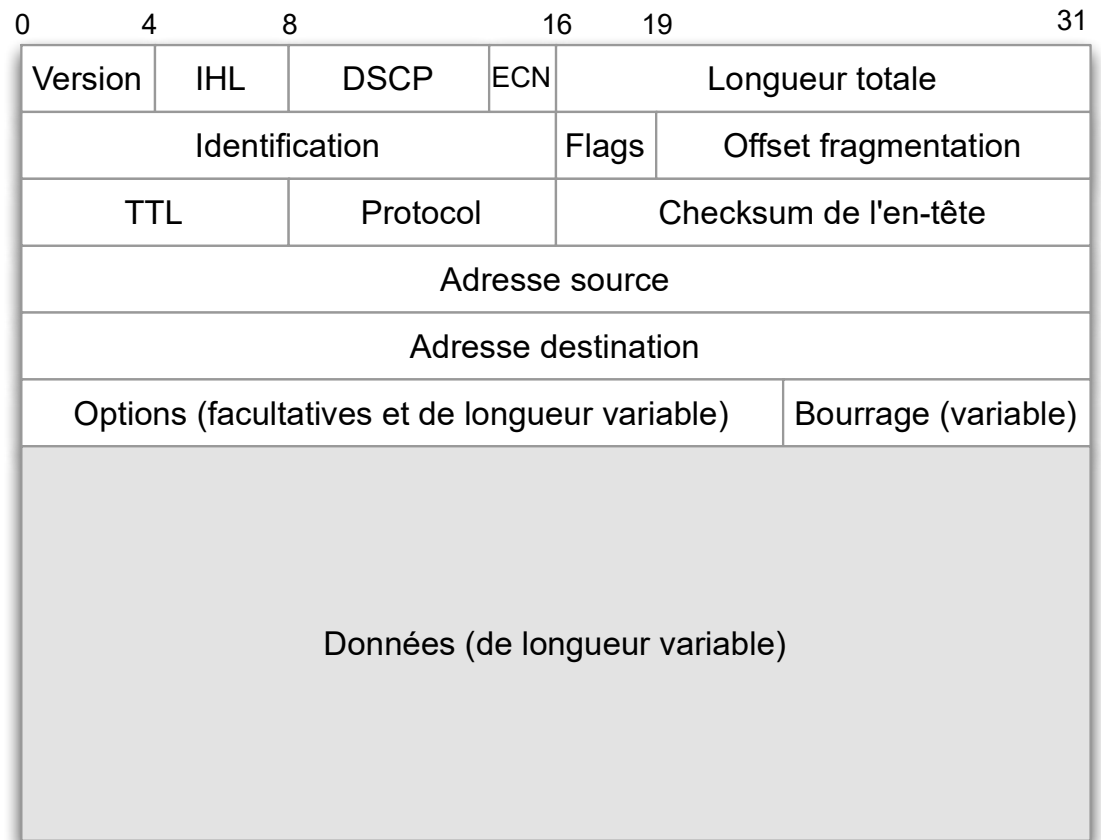 0 4 8 16 19 31
Version IHL DSCP ECN Longueur totale
Identification Flags Offset fragmentation
TTL Protocol Checksum de l'en-tête
Adresse source
Adresse destination
Options (facultatives et de longueur variable) Bourrage (variable)
Données (de longueur variable)